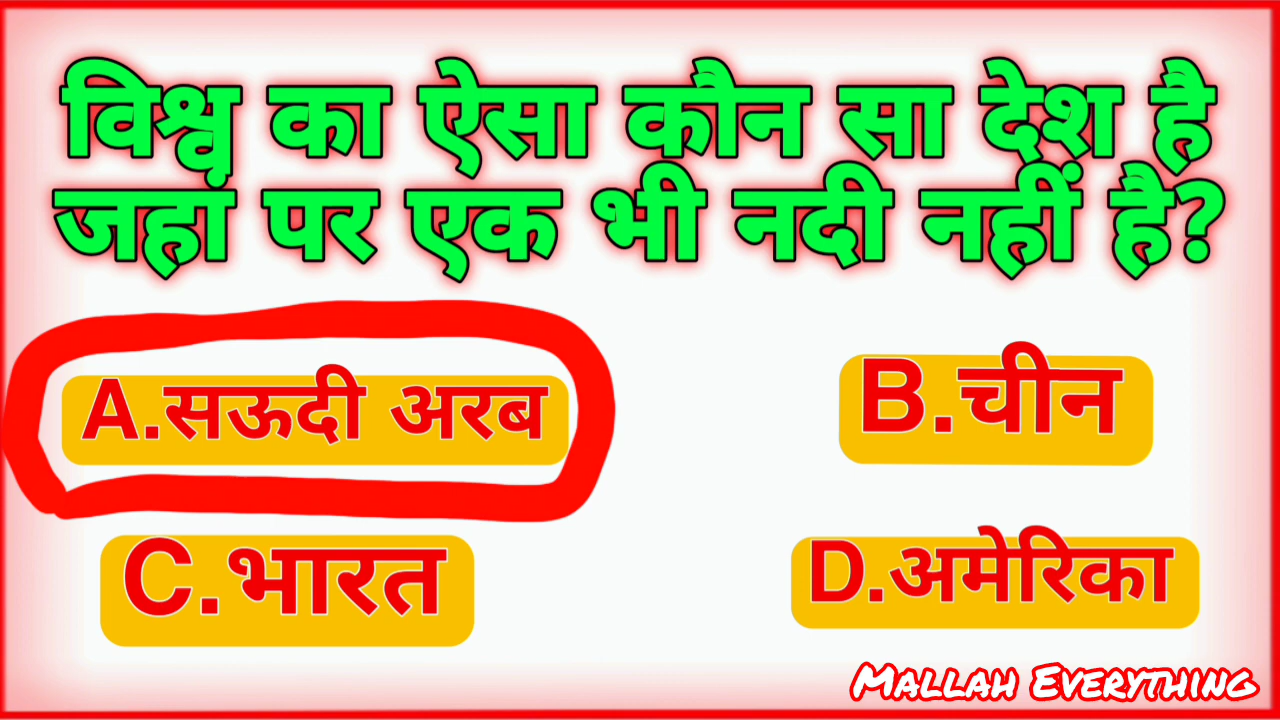 विश्व का ऐसा कौन सा देश है
जहां पर एक भी नदी नहीं है?
A.सऊदी अरब
B.चीन
C.भारत
D.अमेरिका
Mallah Everything